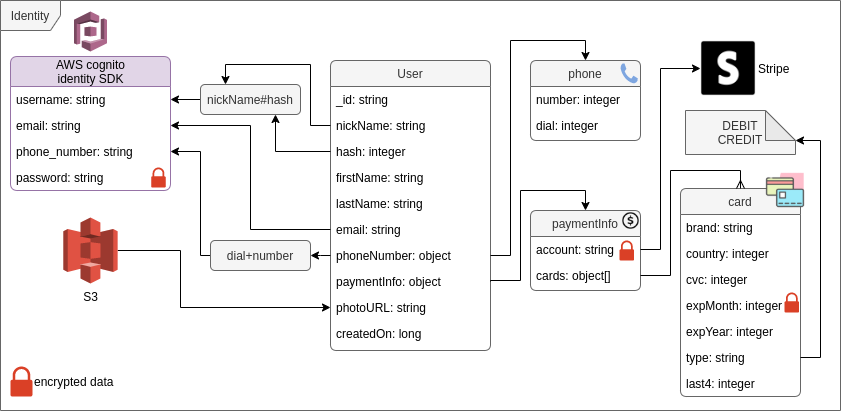 Identity
AWS cognito
identity SDK
username: string
email: string
phone_number: string
password: string
nickName#hash
dial+number
S3
encrypted data
User
_id: string
nickName: string
hash: integer
firstName: string
lastName: string
email: string
phoneNumber: object
paymentInfo: object
photoURL: string
createdOn: long
phone
number: integer
dial: integer
paymentInfo
$
account: string
cards: object[]
S
Stripe
DEBIT
CREDIT
card
brand: string
country: integer
cvc: integer
expMonth: integer
expYear: integer
type: string
last4: integer